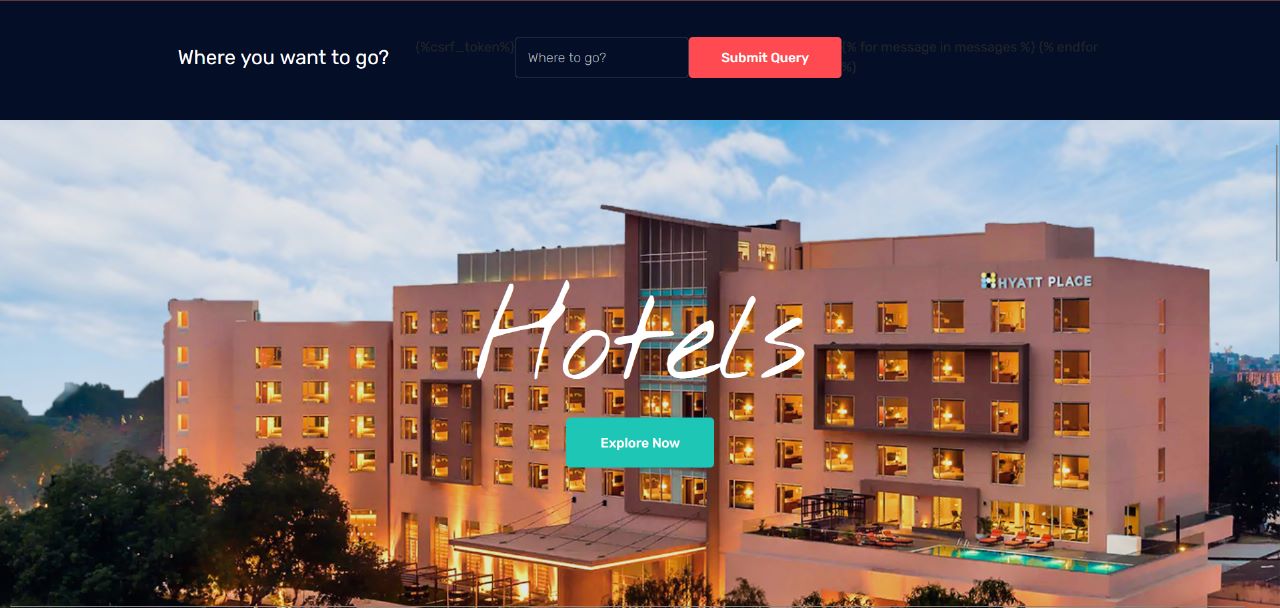 Where you want to go?
{%csrf_token%}
Where to go?
Submit Query
{% for message in messages %} {% endfor
%}
HYATT PLACE
Hotels
Explore Now